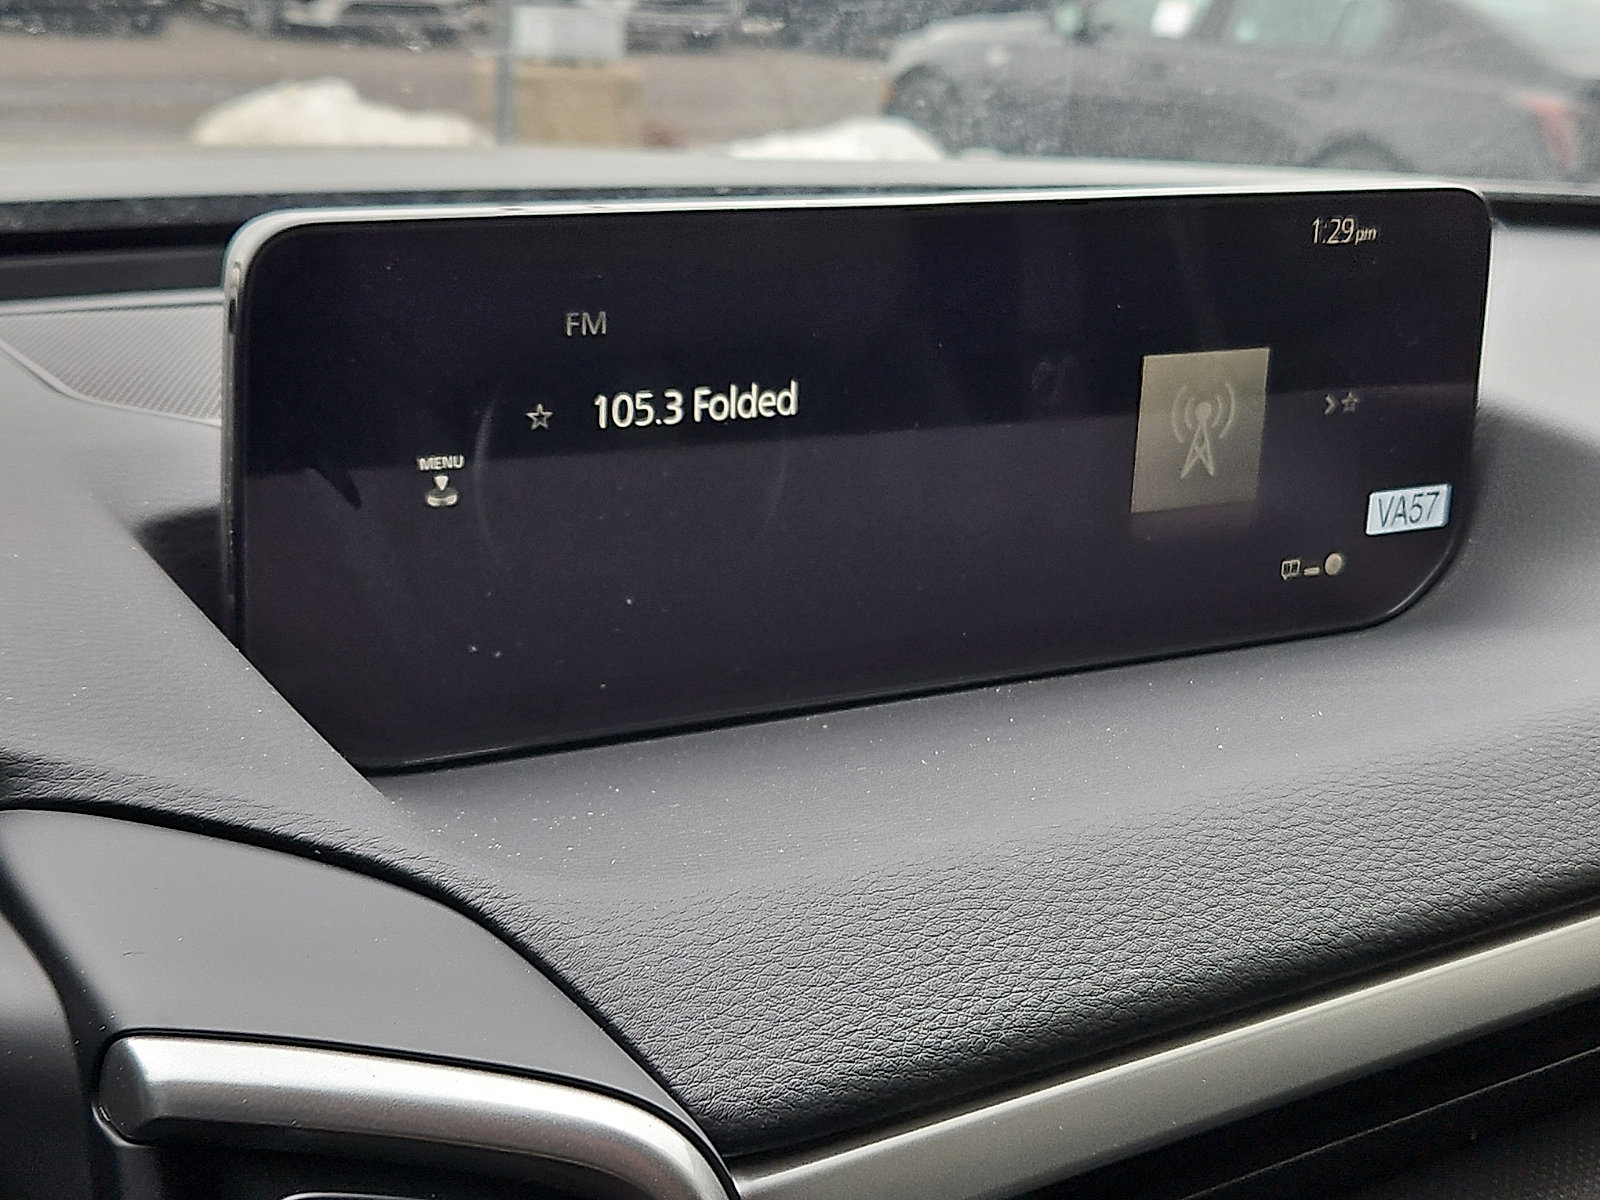 1:29pm
FM
105.3 Folded
MENU
VA57